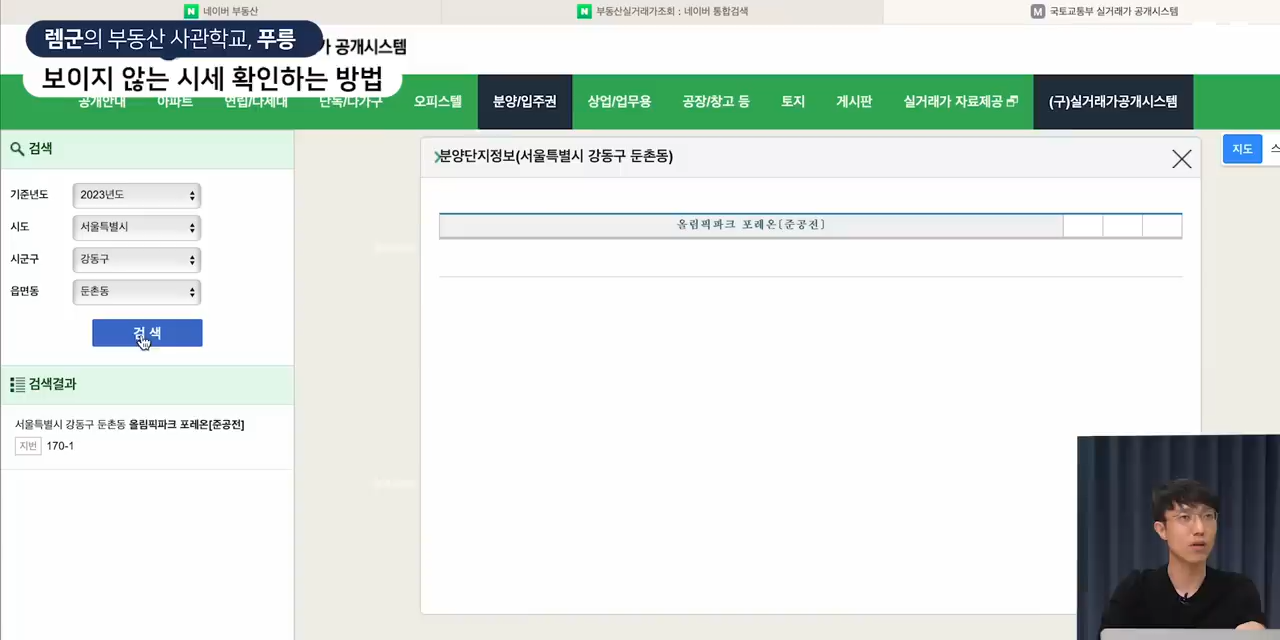 네이버 부동산
부동산실거래가조회 : 네이버 통합검색
국토교통부 실거래가 공개시스템
렘군의 부동산 사관학교, 푸릉
가 공개시스템
보이지 않는 시세 확인하는 방법
공개안내 아파트 연립/다세대 단독/다가구 오피스텔 분양/입주권 상업/업무용 공장/창고 등 토지 게시판 실거래가 자료제공 (구)실거래가공개시스템
검색
기준년도 2023년도
시도 서울특별시
시군구 강동구
읍면동 둔촌동
검 색
검색결과
서울특별시 강동구 둔촌동 올림픽파크 포레온[준공전]
지번 170-1
분양단지정보(서울특별시 강동구 둔촌동)
올림픽파크 포레온[준공전]
지도